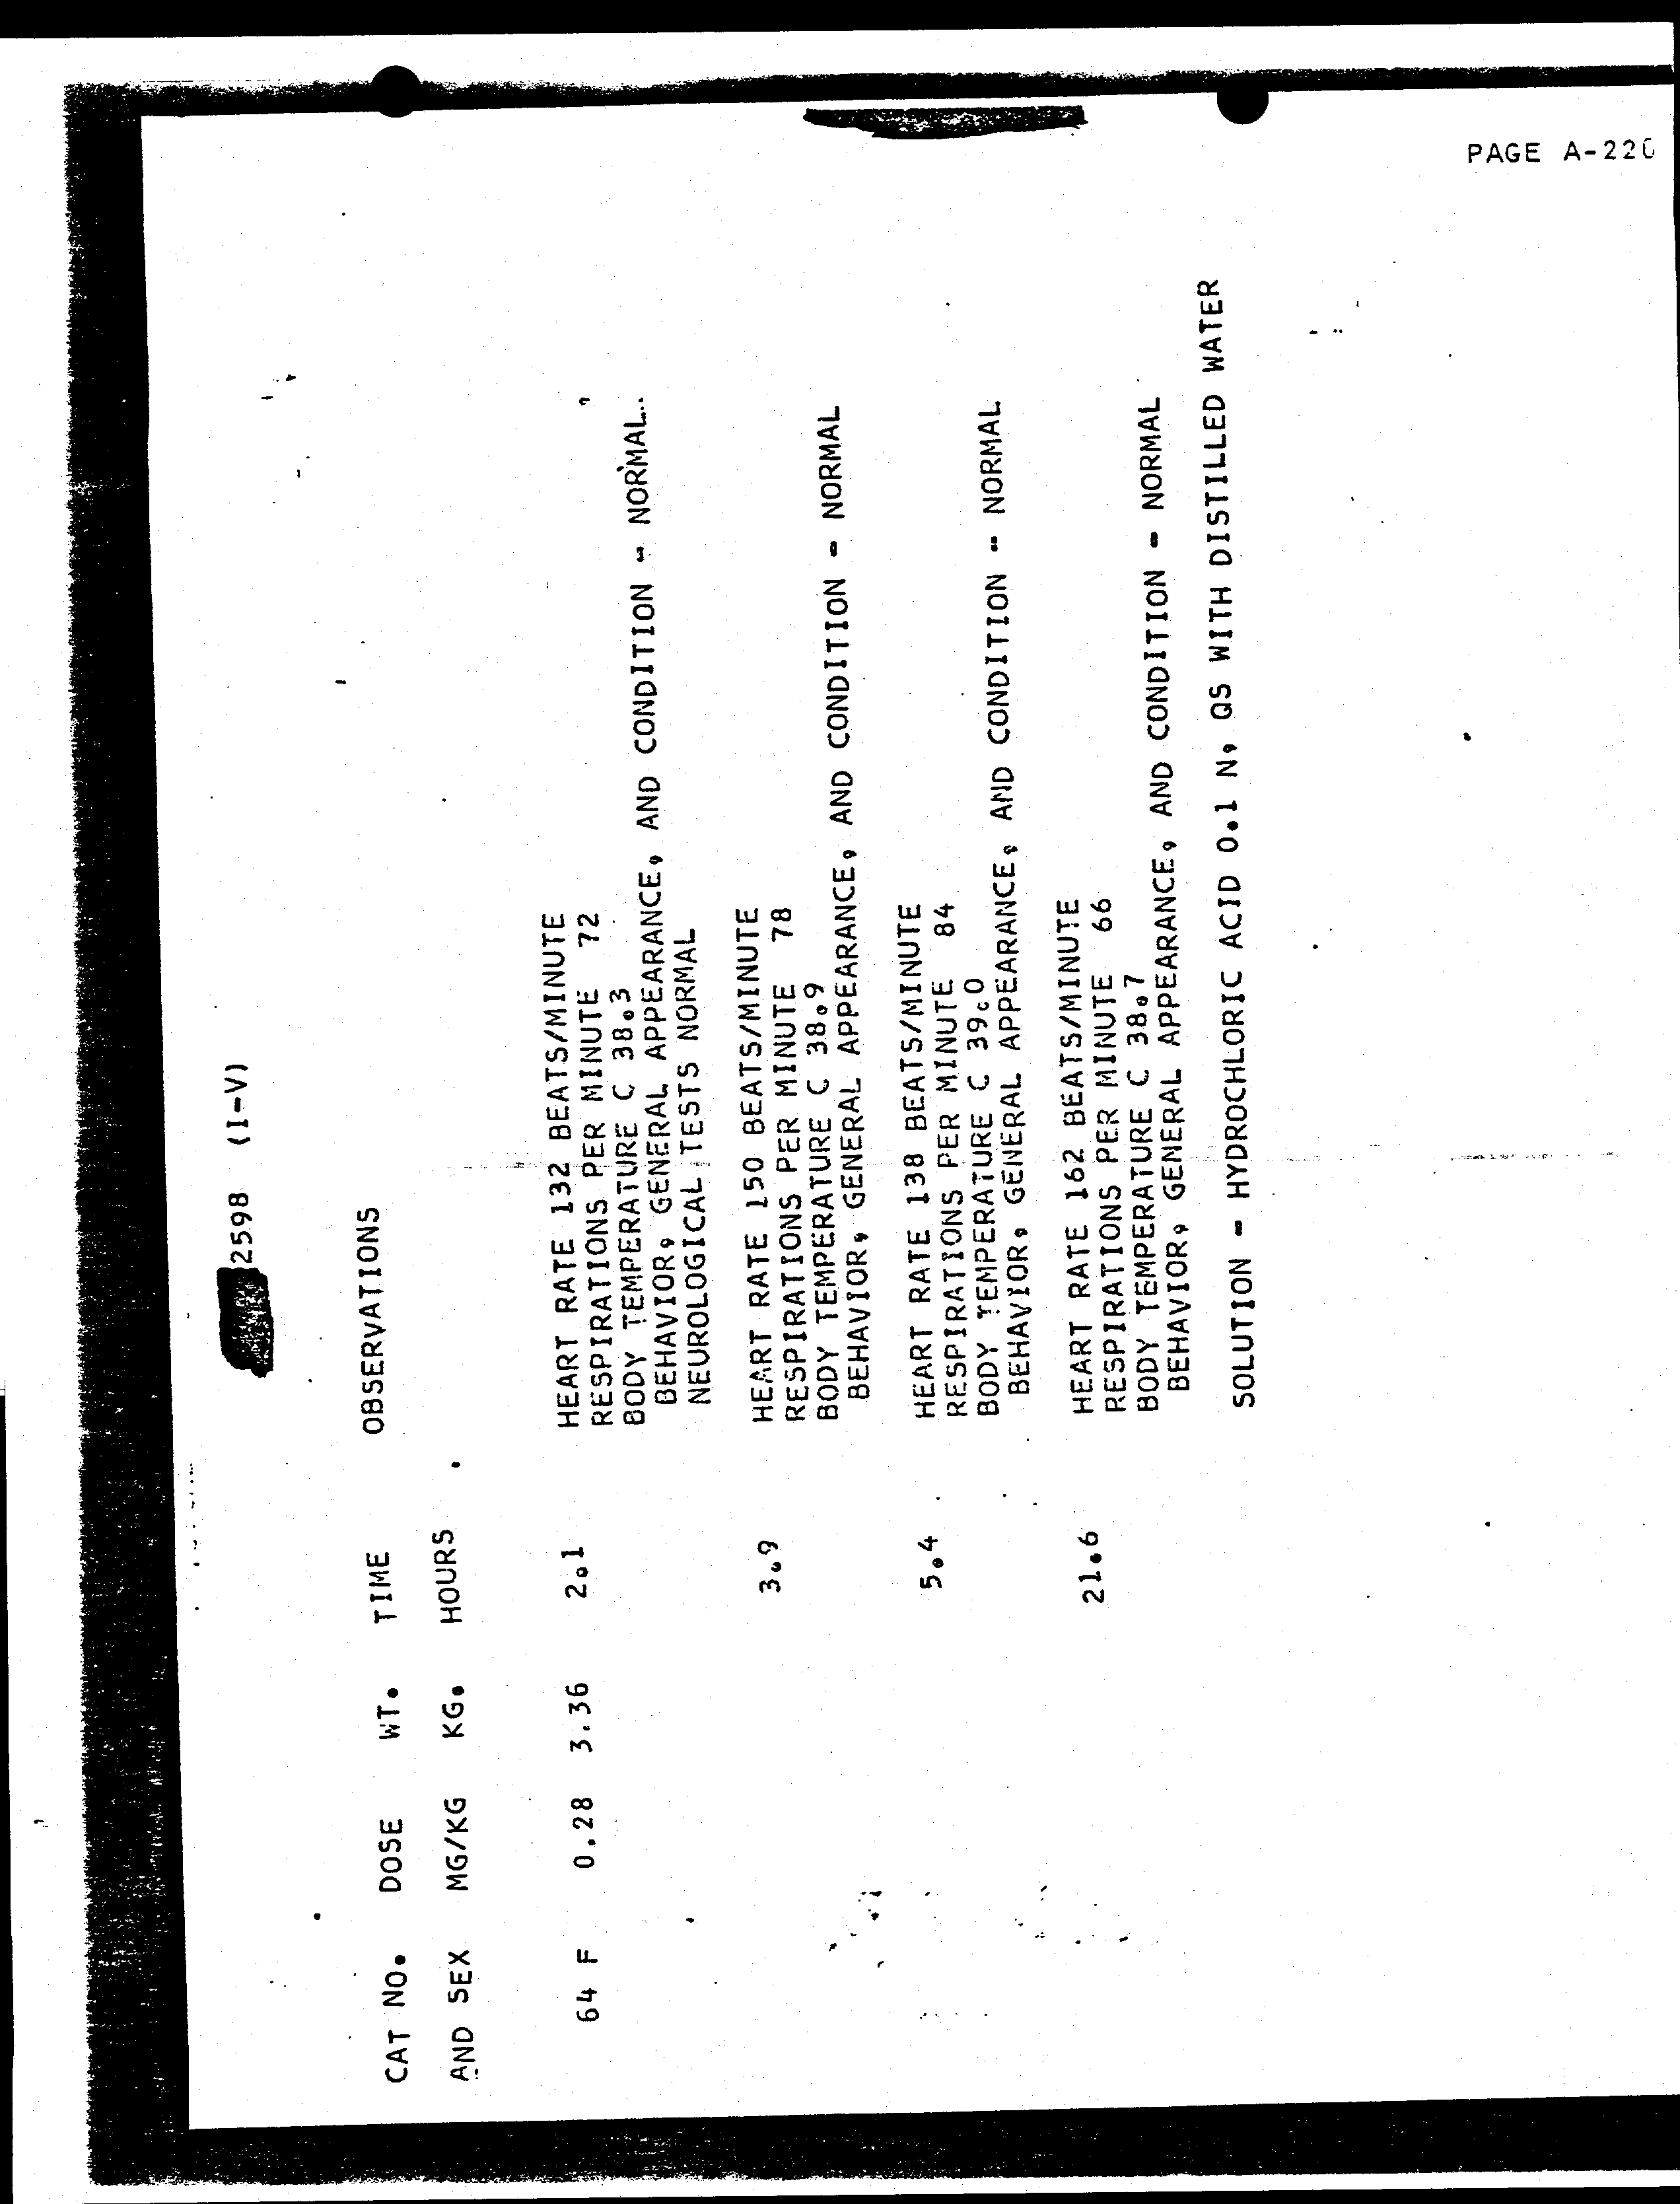 PAGE A-220
2598 (I-V)
CAT NO. DOSE WT. TIME OBSERVATIONS
AND SEX MG/KG KG. HOURS
64 F 0.28 3.36 2.1 HEART RATE 132 BEATS/MINUTE
RESPIRATIONS PER MINUTE 72
BODY TEMPERATURE C 38.3
BEHAVIOR, GENERAL APPEARANCE, AND CONDITION - NORMAL
NEUROLOGICAL TESTS NORMAL
3.9 HEART RATE 150 BEATS/MINUTE
RESPIRATIONS PER MINUTE 78
BODY TEMPERATURE C 38.9
BEHAVIOR, GENERAL APPEARANCE, AND CONDITION - NORMAL
5.4 HEART RATE 138 BEATS/MINUTE
RESPIRATIONS PER MINUTE 84
BODY TEMPERATURE C 39.0
BEHAVIOR, GENERAL APPEARANCE, AND CONDITION - NORMAL
21.6 HEART RATE 162 BEATS/MINUTE
RESPIRATIONS PER MINUTE 66
BODY TEMPERATURE C 38.7
BEHAVIOR, GENERAL APPEARANCE, AND CONDITION - NORMAL
SOLUTION - HYDROCHLORIC ACID 0.1 N, QS WITH DISTILLED WATER